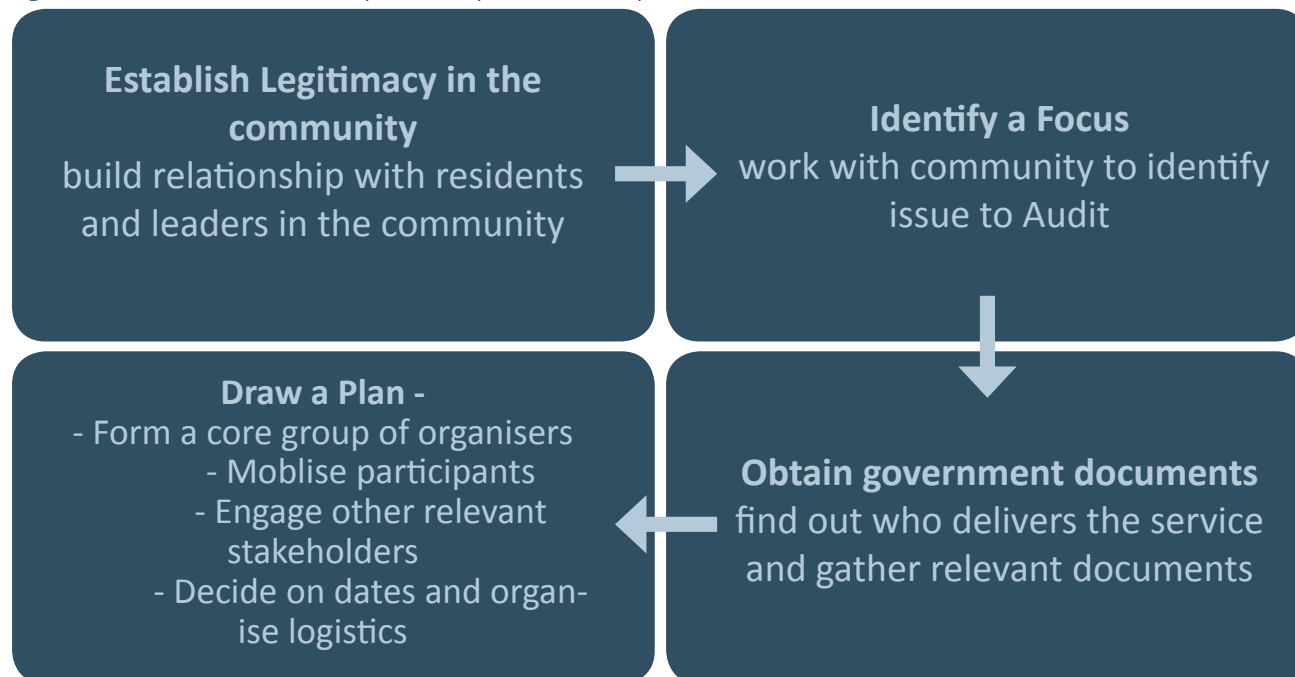 Establish Legitimacy in the
community
build relationship with residents
and leaders in the community
Identify a Focus
work with community to identify
issue to Audit
Obtain government documents
find out who delivers the service
and gather relevant documents
Draw a Plan -
- Form a core group of organisers
- Moblise participants
- Engage other relevant
stakeholders
- Decide on dates and organ-
ise logistics